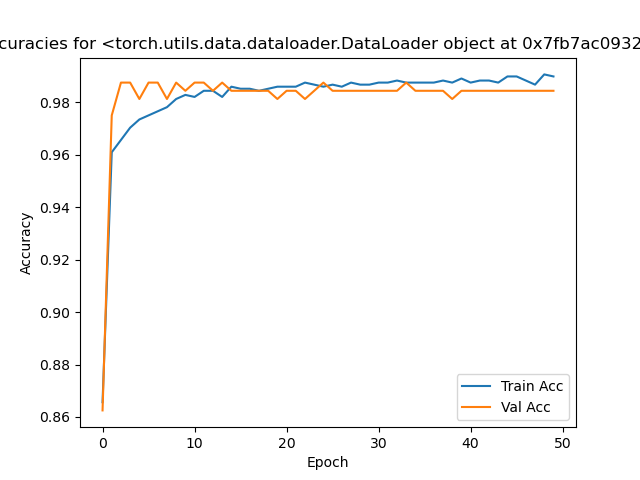 curacies for <torch.utils.data.dataloader.DataLoader object at 0x7fb7ac0932
0.98
0.96
0.94
0.92
0.90
0.88
0.86
Accuracy
Train Acc
Val Acc
0 10 20 30 40 50
Epoch